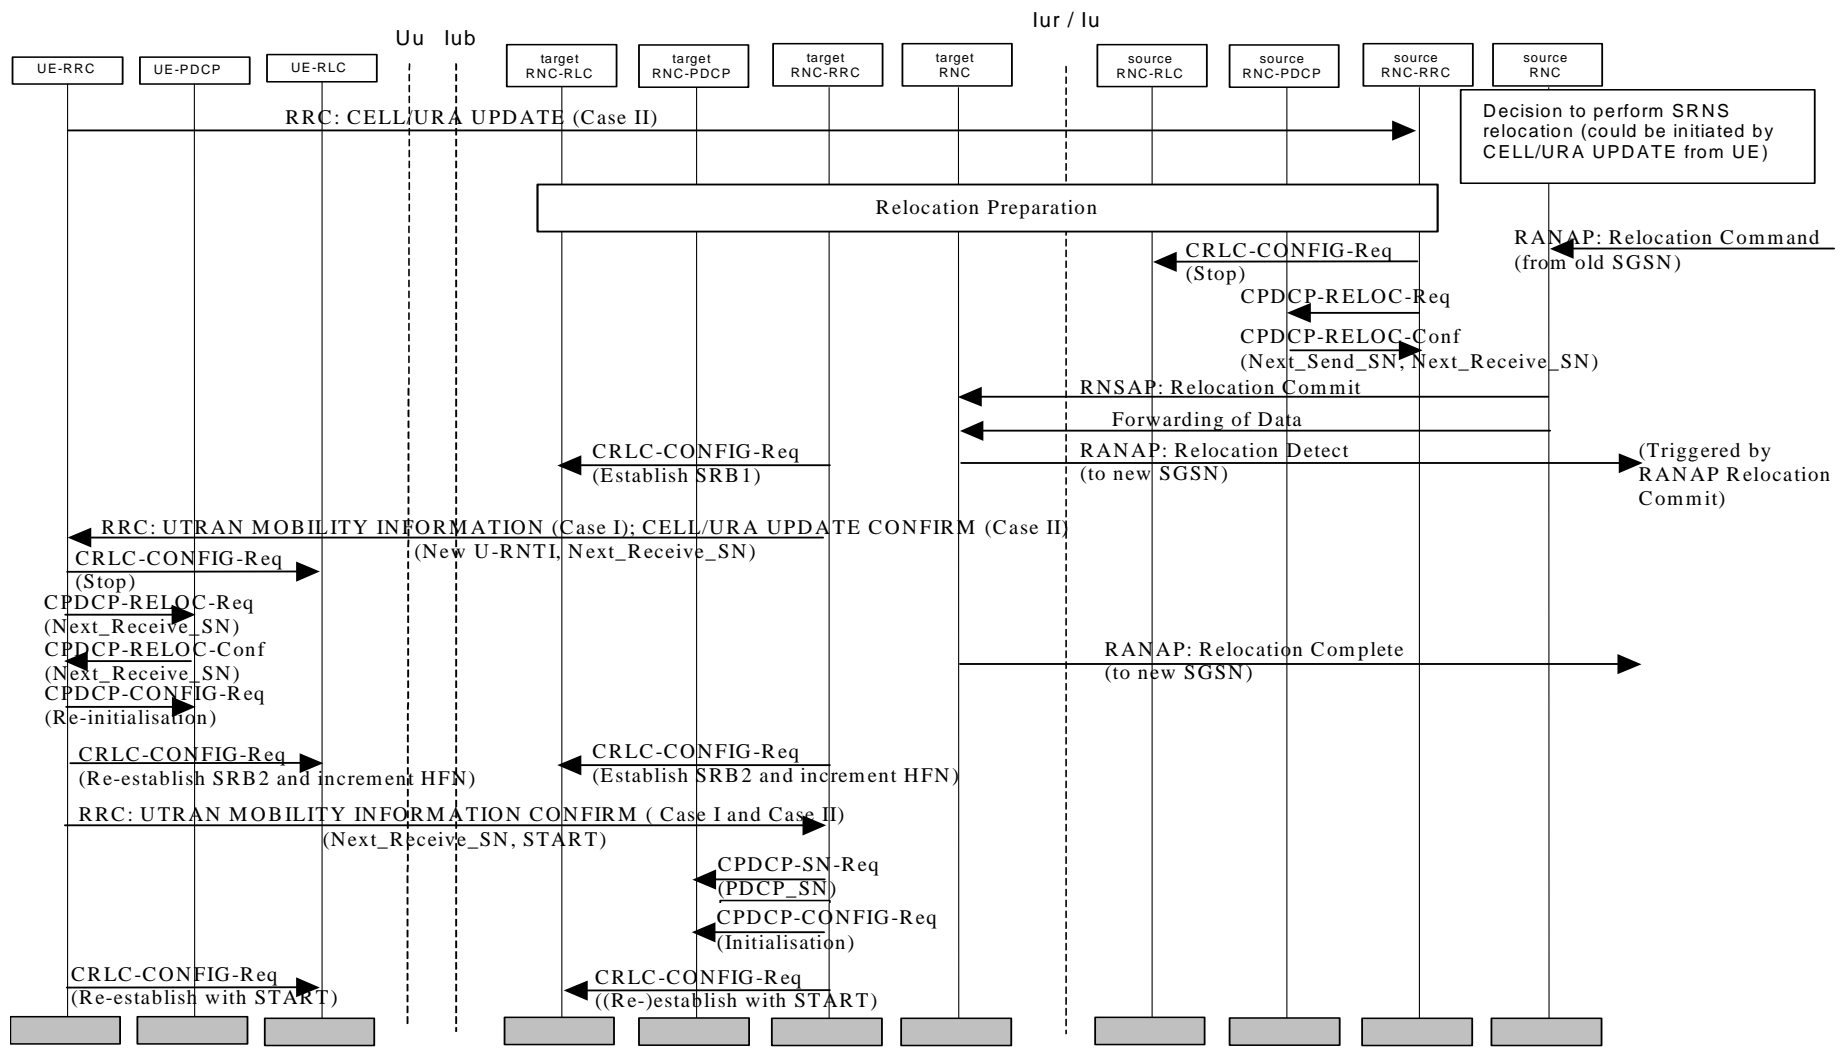 Iur / Iu
Uu
Iub
UE-RRC
UE-PDCP
UE-RLC
target
RNC-RLC
target
RNC-PDCP
target
RNC-RRC
target
RNC
source
RNC-RLC
source
RNC-PDCP
source
RNC-RRC
source
RNC
RRC: CELL/URA UPDATE (Case II)
Decision to perform SRNS
relocation (could be initiated by
CELL/URA UPDATE from UE)
Relocation Preparation
RANAP: Relocation Command
(from old SGSN)
CRLC-CONFIG-Req
(Stop)
CPDCP-RELOC-Req
CPDCP-RELOC-Conf
(Next_Send_SN, Next_Receive_SN)
RNSAP: Relocation Commit
Forwarding of Data
CRLC-CONFIG-Req
(Establish SRB1)
RANAP: Relocation Detect
(to new SGSN)
(Triggered by
RANAP Relocation
Commit)
RRC: UTRAN MOBILITY INFORMATION (Case I); CELL/URA UPDATE CONFIRM (Case II)
(New U-RNTI, Next_Receive_SN)
CRLC-CONFIG-Req
(Stop)
CPDCP-RELOC-Req
(Next_Receive_SN)
CPDCP-RELOC-Conf
(Next_Receive_SN)
RANAP: Relocation Complete
(to new SGSN)
CPDCP-CONFIG-Req
(Re-initialisation)
CRLC-CONFIG-Req
(Re-establish SRB2 and increment HFN)
CRLC-CONFIG-Req
(Establish SRB2 and increment HFN)
RRC: UTRAN MOBILITY INFORMATION CONFIRM ( Case I and Case II)
(Next_Receive_SN, START)
CPDCP-SN-Req
(PDCP_SN)
CPDCP-CONFIG-Req
(Initialisation)
CRLC-CONFIG-Req
(Re-establish with START)
CRLC-CONFIG-Req
((Re-)establish with START)